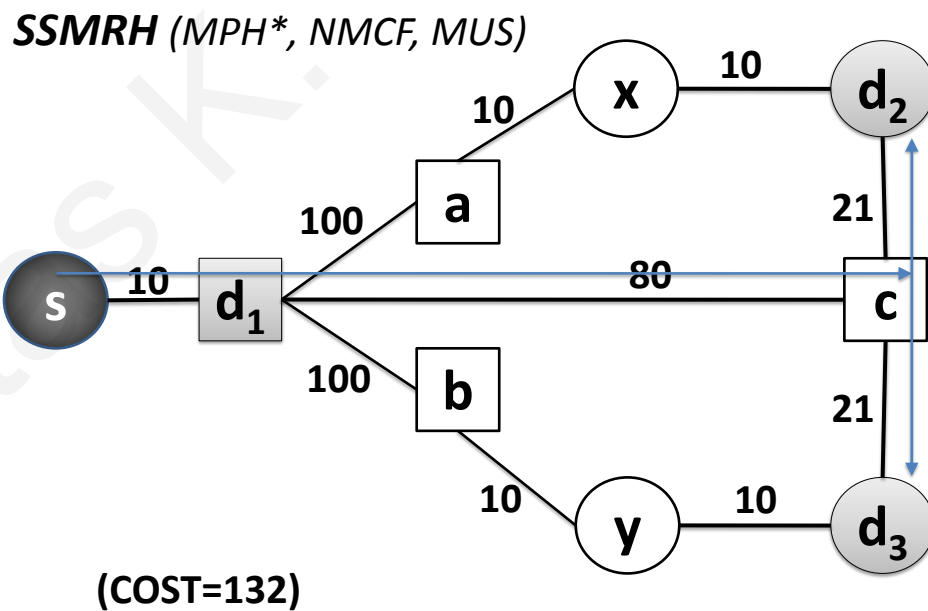 SSMRH (MPH*, NMCF, MUS)
10
x
10
d₂
100
a
21
s
10
d₁
80
c
100
b
21
10
y
10
d₃
(COST=132)